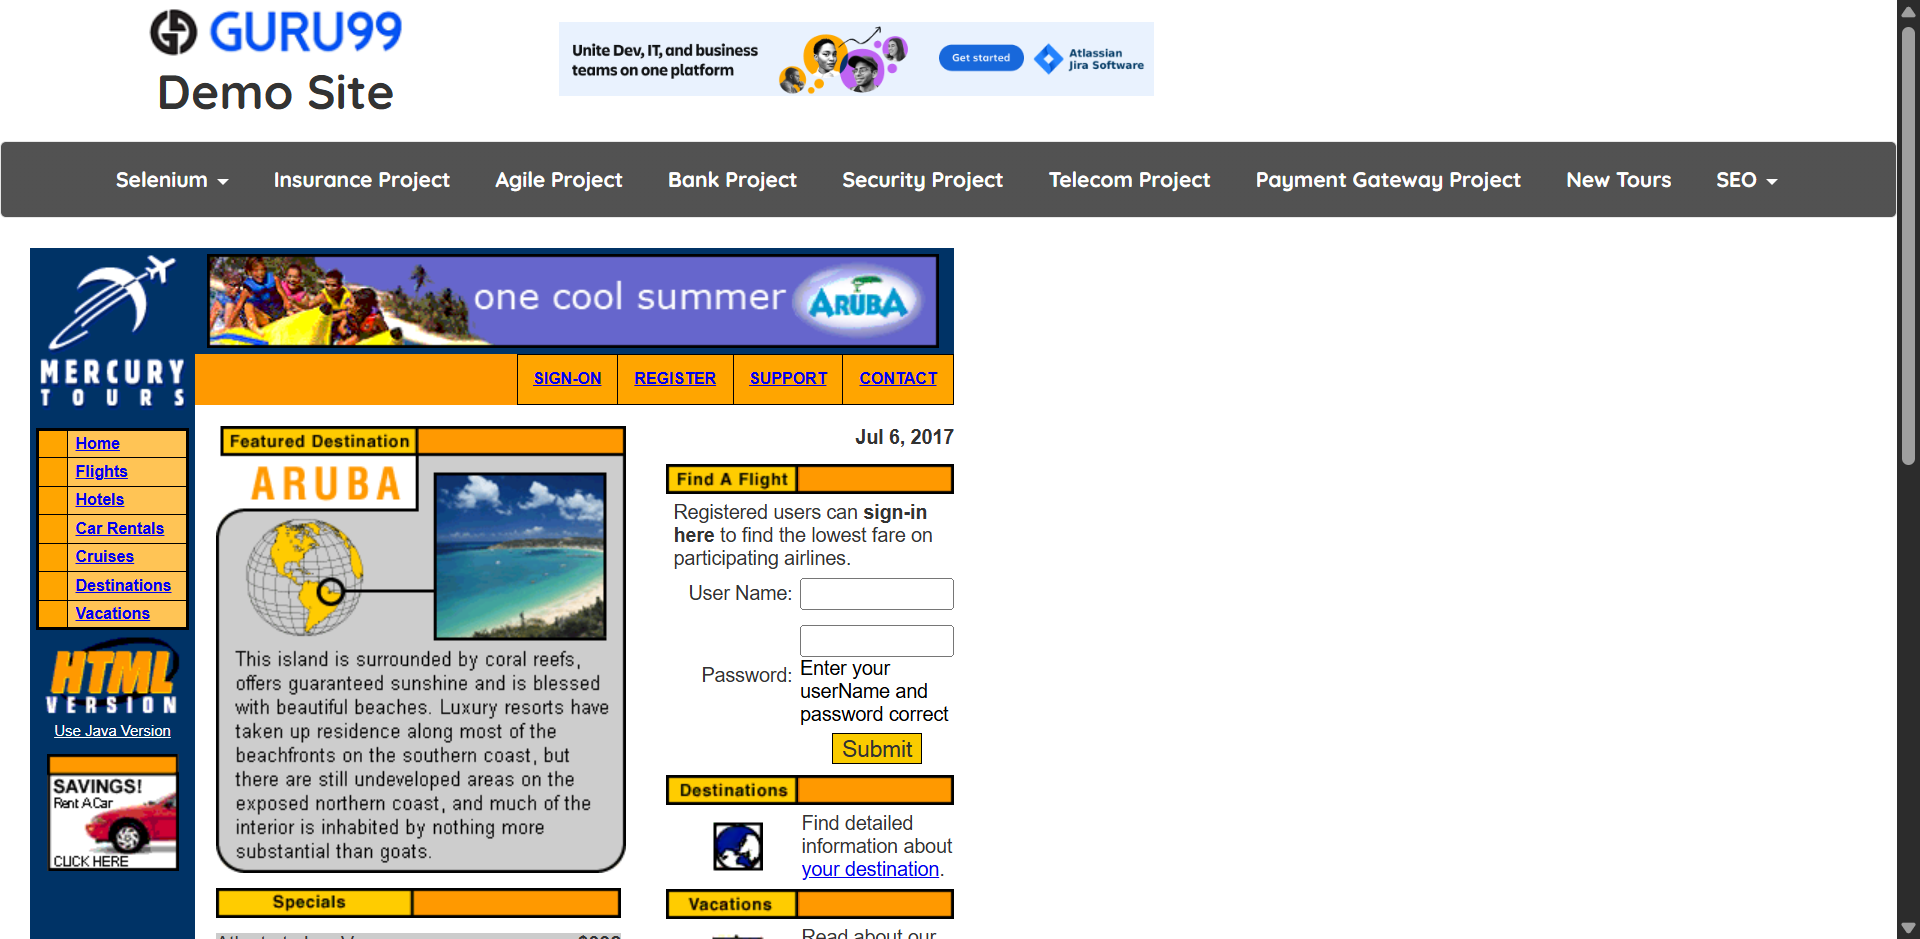 GURU99
Demo Site
Unite Dev, IT, and business
teams on one platform
Get started
Atlassian
Jira Software
Selenium
Insurance Project
Agile Project
Bank Project
Security Project
Telecom Project
Payment Gateway Project
New Tours
SEO
MERCURY
TOURS
one cool summer
ARUBA
SIGN-ON
REGISTER
SUPPORT
CONTACT
Home
Flights
Hotels
Car Rentals
Cruises
Destinations
Vacations
HTML
VERSION
Use Java Version
SAVINGS!
Rent A Car
CLICK HERE
Featured Destination
ARUBA
This island is surrounded by coral reefs,
offers guaranteed sunshine and is blessed
with beautiful beaches. Luxury resorts have
taken up residence along most of the
beachfronts on the southern coast, but
there are still undeveloped areas on the
exposed northern coast, and much of the
interior is inhabited by nothing more
substantial than goats.
Specials
Jul 6, 2017
Find A Flight
Registered users can sign-in
here to find the lowest fare on
participating airlines.
User Name:
Password:
Enter your
userName and
password correct
Submit
Destinations
Find detailed
information about
your destination.
Vacations
Read about our